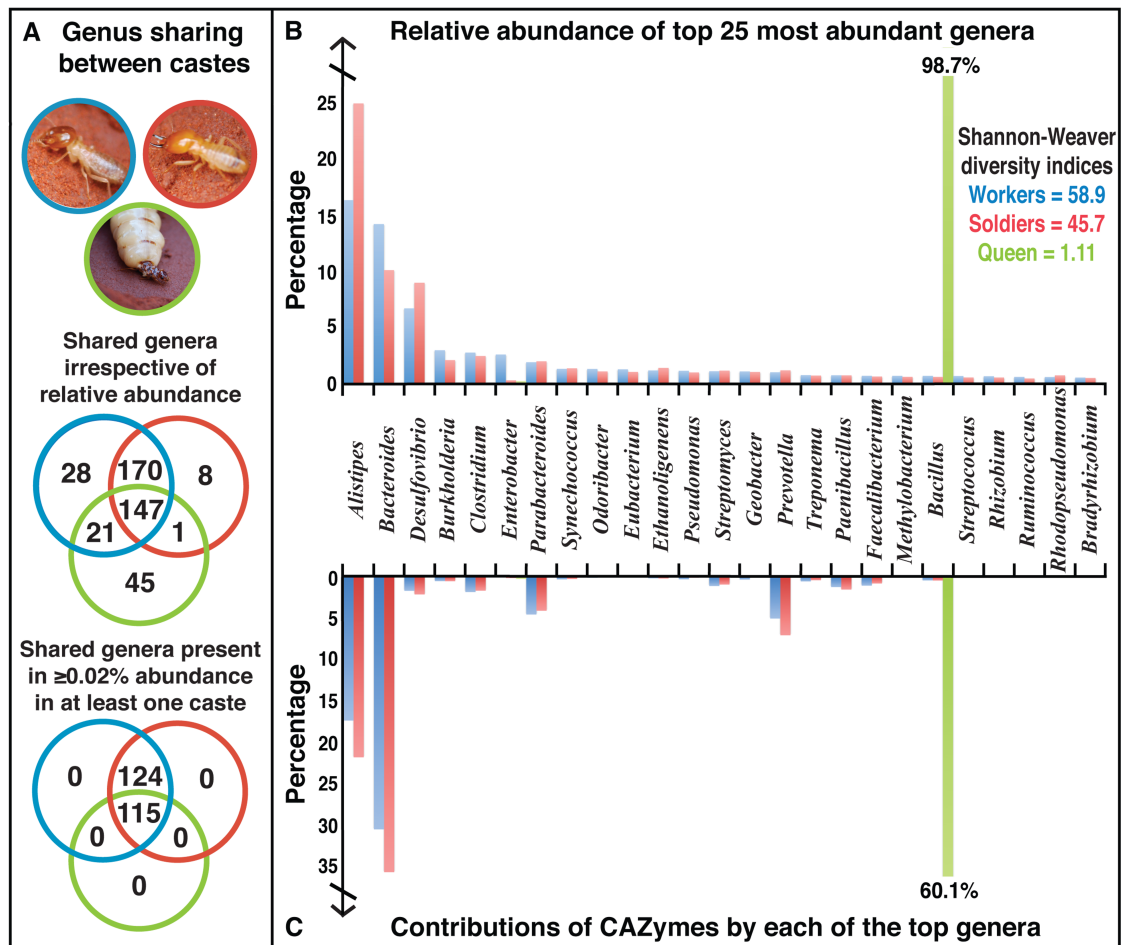 A Genus sharing
between castes
Shared genera
irrespective of
relative abundance
28
170
8
147
21
1
45
Shared genera present
in ≥0.02% abundance
in at least one caste
0
124
0
115
0
0
0
B Relative abundance of top 25 most abundant genera
98.7%
Shannon-Weaver
diversity indices
Workers = 58.9
Soldiers = 45.7
Queen = 1.11
Percentage
25
20
15
10
5
0
Alistipes
Bacteroides
Desulfovibrio
Burkholderia
Clostridium
Enterobacter
Parabacteroides
Synechococcus
Odoribacter
Eubacterium
Ethanoligenens
Pseudomonas
Streptomyces
Geobacter
Prevotella
Treponema
Paenibacillus
Faecalibacterium
Methylobacterium
Bacillus
Streptococcus
Rhizobium
Ruminococcus
Rhodopseudomonas
Bradyrhizobium
Percentage
0
5
10
15
20
25
30
35
60.1%
C Contributions of CAZymes by each of the top genera